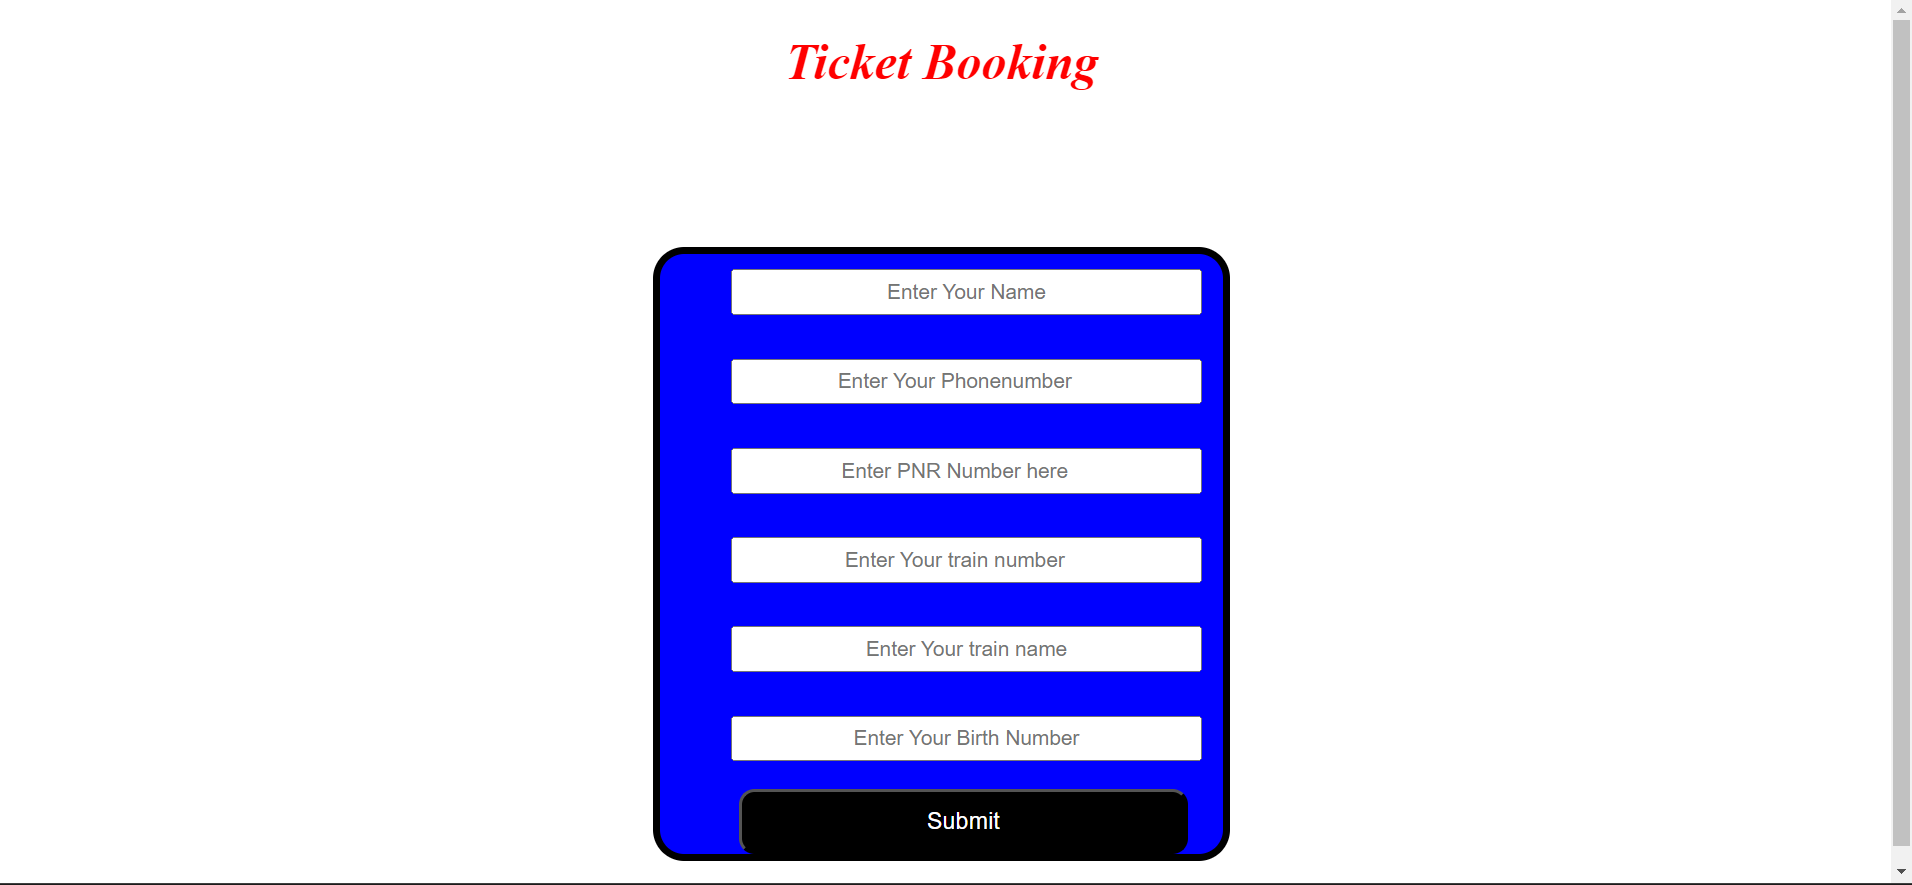 Ticket Booking
Enter Your Name
Enter Your Phonenumber
Enter PNR Number here
Enter Your train number
Enter Your train name
Enter Your Birth Number
Submit